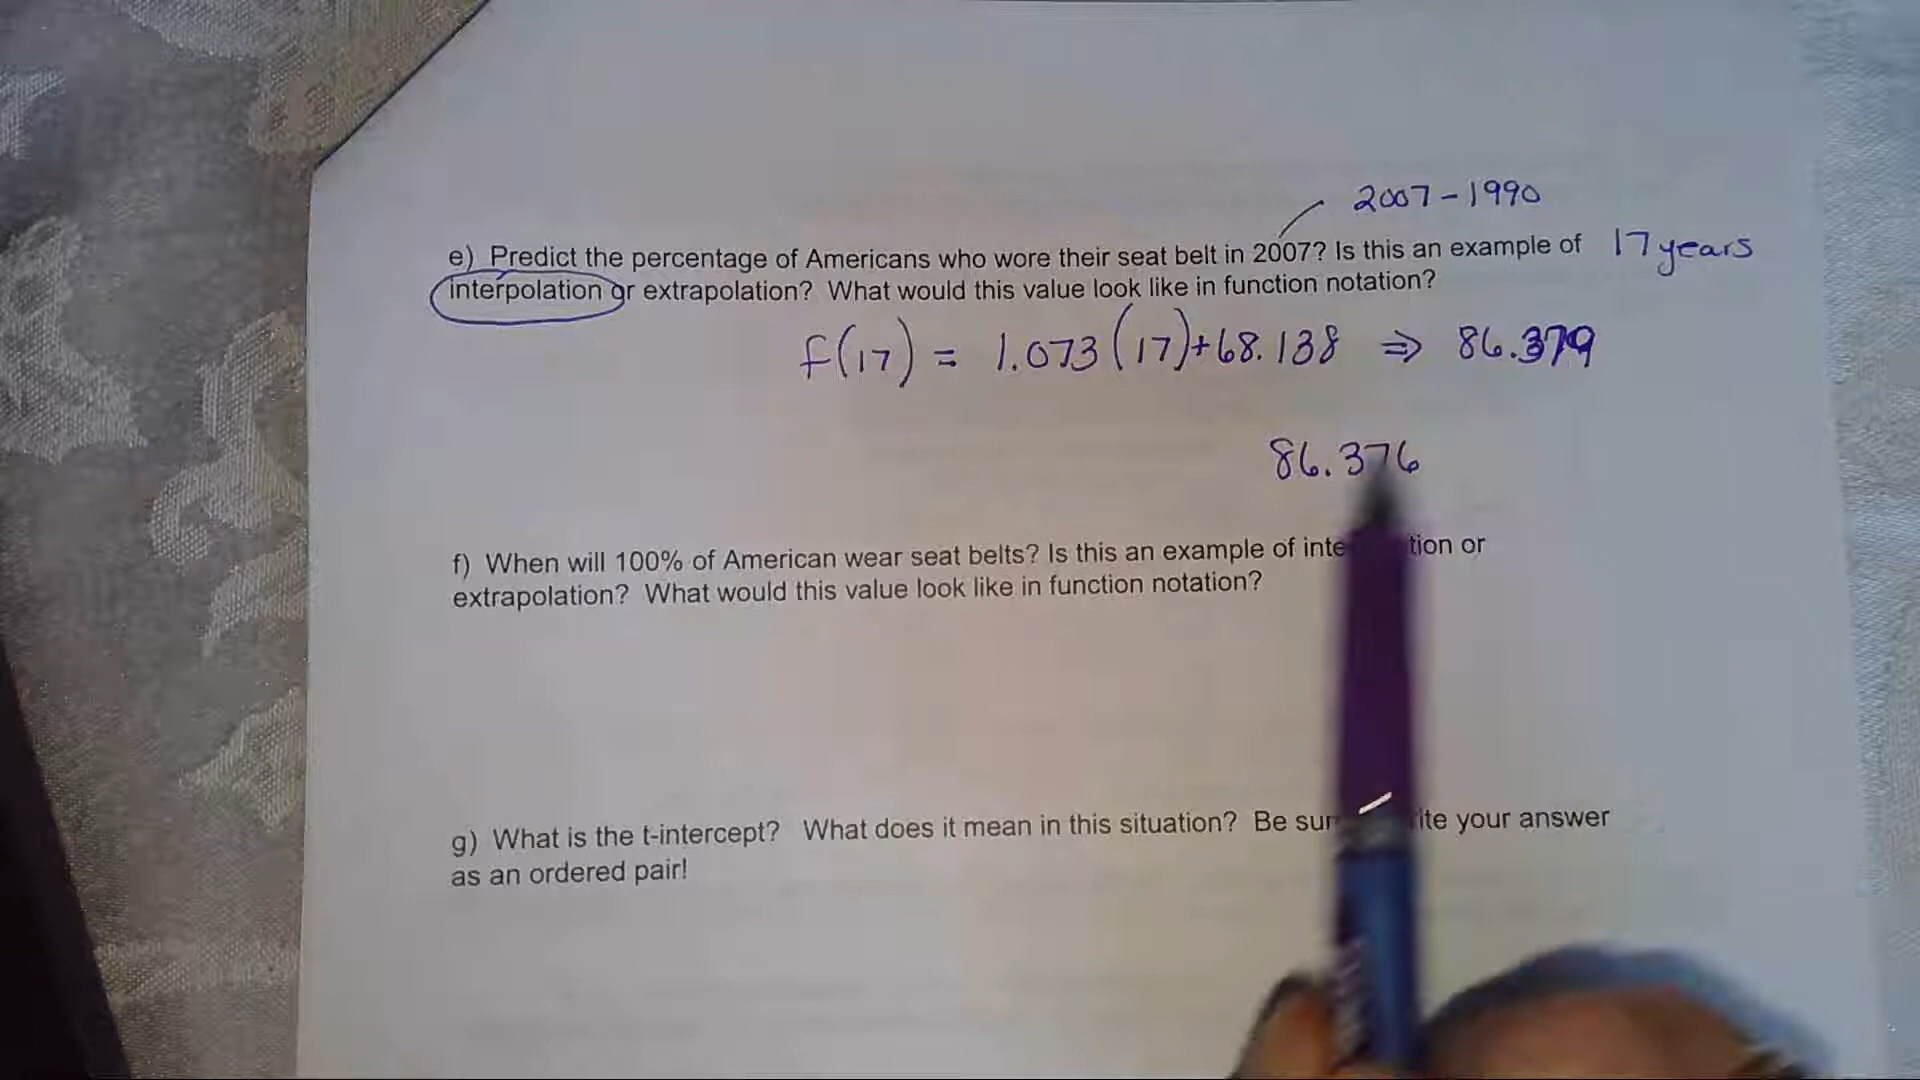 2007-1990
e) Predict the percentage of Americans who wore their seat belt in 2007? Is this an example of 17 years
interpolation or extrapolation? What would this value look like in function notation?
f(17) = 1.073(17)+68.138 ⇒ 86.379
86.376
f) When will 100% of American wear seat belts? Is this an example of or
extrapolation? What would this value look like in function notation?
g) What is the t-intercept? What does it mean in this situation? Be your answer
as an ordered pair!